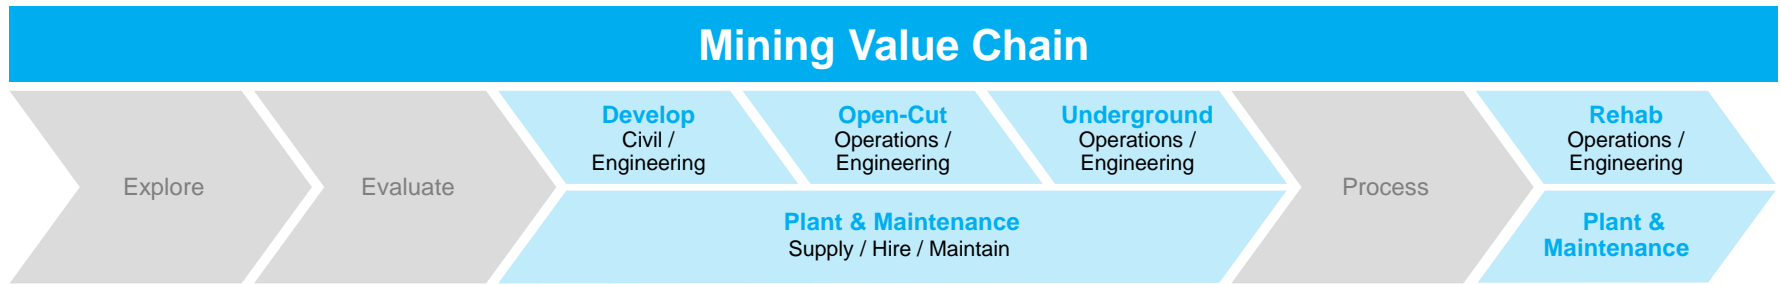 Mining Value Chain
Explore
Evaluate
Develop
Civil /
Engineering
Open-Cut
Operations /
Engineering
Underground
Operations /
Engineering
Plant & Maintenance
Supply / Hire / Maintain
Process
Rehab
Operations /
Engineering
Plant &
Maintenance